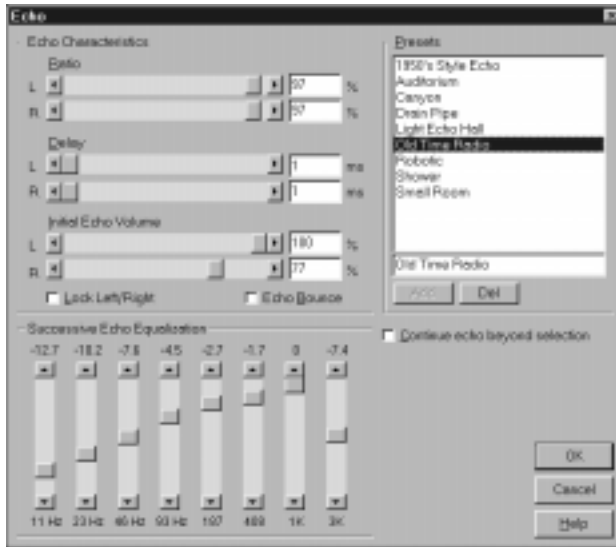 Echo
Echo Characteristics
Ratio
L 97 %
R 97 %
Delay
L 1 ms
R 1 ms
Initial Echo Volume
L 100 %
R 77 %
Lock Left/Right
Echo Bounce
Presets
1950's Style Echo
Auditorium
Canyon
Drain Pipe
Light Echo Hall
Old Time Radio
Robotic
Shower
Small Room
Old Time Radio
Add
Del
Successive Echo Equalization
-12.7 -10.2 -7.6 -4.5 -2.7 -1.7 0 -7.4
11 Hz 23 Hz 46 Hz 93 Hz 187 1K 3K
Continue echo beyond selection
OK
Cancel
Help